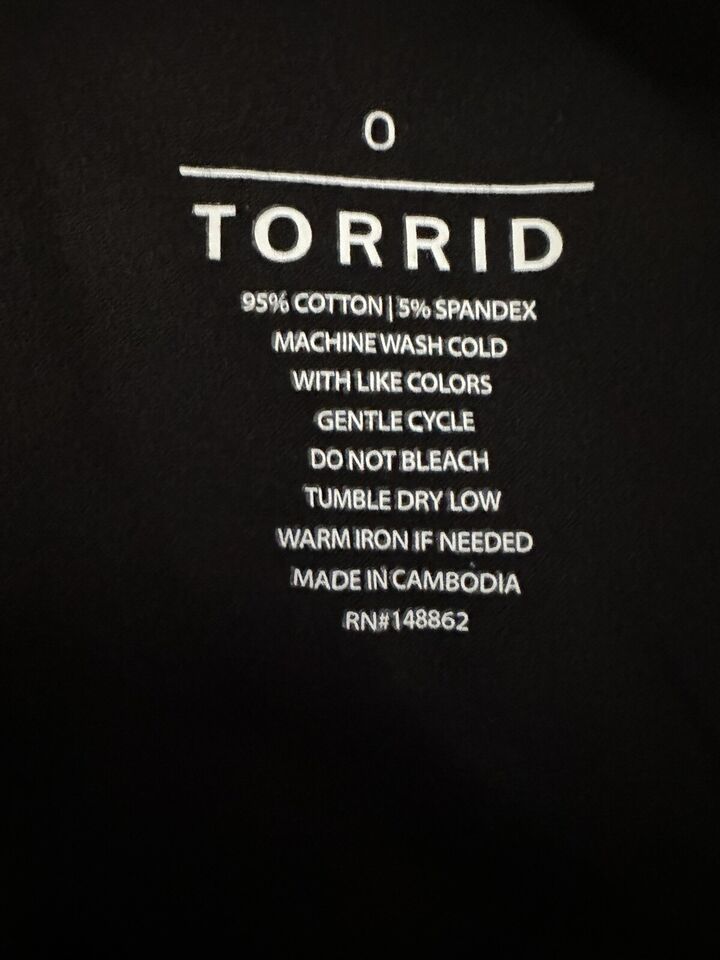 0
TORRID
95% COTTON | 5% SPANDEX
MACHINE WASH COLD
WITH LIKE COLORS
GENTLE CYCLE
DO NOT BLEACH
TUMBLE DRY LOW
WARM IRON IF NEEDED
MADE IN CAMBODIA
RN#148862